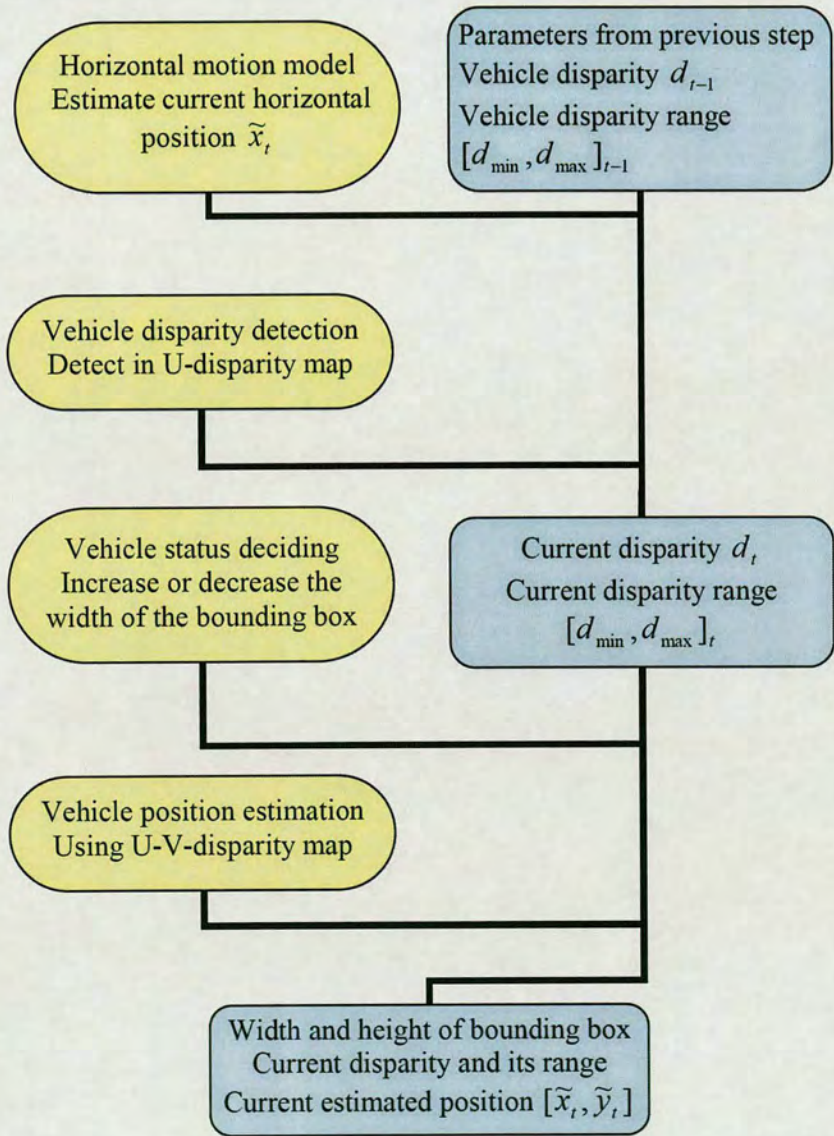 Horizontal motion model
Estimate current horizontal
position x̃_t
Parameters from previous step
Vehicle disparity d_{t−1}
Vehicle disparity range
[d_min, d_max]_{t−1}
Vehicle disparity detection
Detect in U-disparity map
Vehicle status deciding
Increase or decrease the
width of the bounding box
Current disparity d_t
Current disparity range
[d_min, d_max]_t
Vehicle position estimation
Using U-V-disparity map
Width and height of bounding box
Current disparity and its range
Current estimated position [x̃_t, ỹ_t]